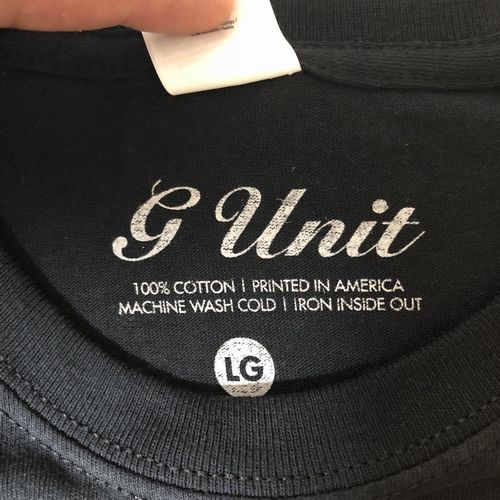 G Unit
100% COTTON | PRINTED IN AMERICA
MACHINE WASH COLD | IRON INSIDE OUT
LG